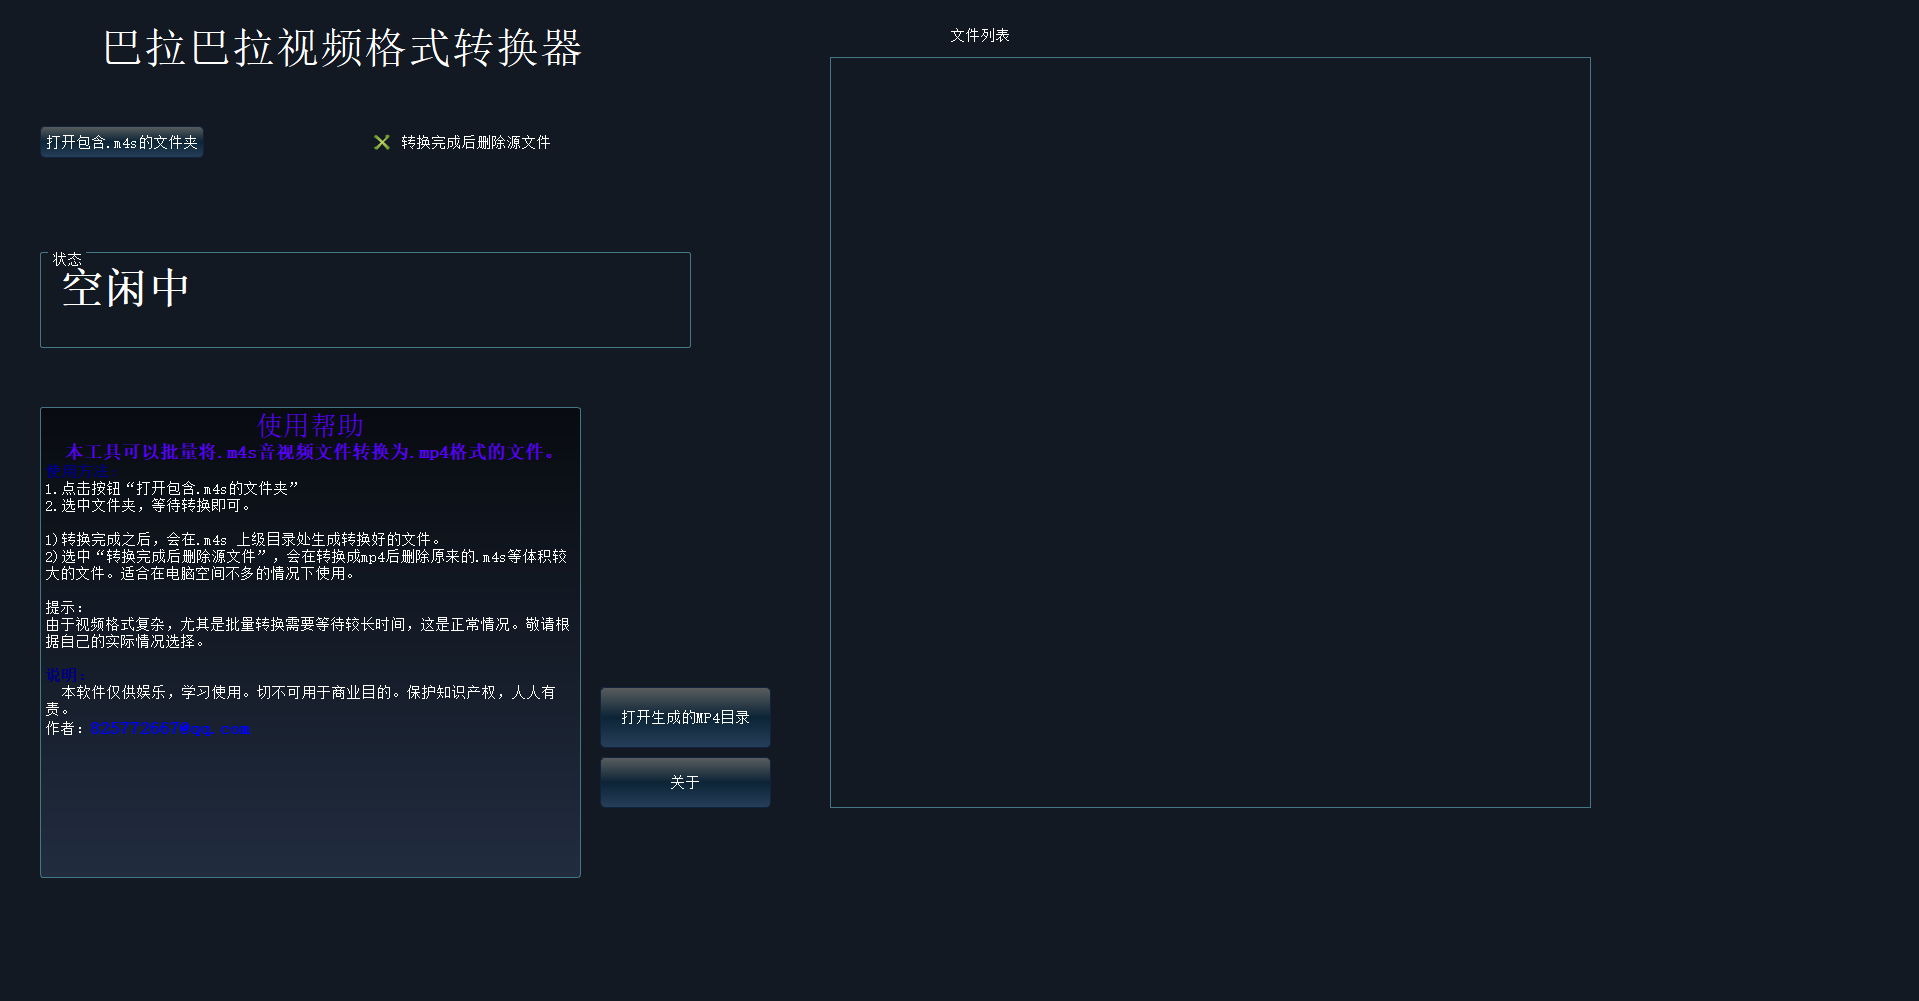 巴拉巴拉视频格式转换器
文件列表
打开包含.m4s的文件夹
转换完成后删除源文件
状态
空闲中
使用帮助
本工具可以批量将.m4s音视频文件转换为.mp4格式的文件。
使用方法:
1.点击按钮“打开包含.m4s的文件夹”
2.选中文件夹，等待转换即可。
1)转换完成之后，会在.m4s 上级目录处生成转换好的文件。
2)选中“转换完成后删除源文件”，会在转换成mp4后删除原来的.m4s等体积较
大的文件。适合在电脑空间不多的情况下使用。
提示：
由于视频格式复杂，尤其是批量转换需要等待较长时间，这是正常情况。敬请根
据自己的实际情况选择。
说明：
本软件仅供娱乐，学习使用。切不可用于商业目的。保护知识产权，人人有
责。
作者：
打开生成的MP4目录
关于